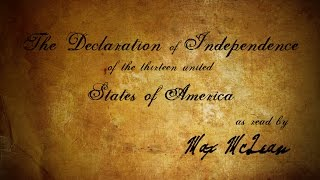 The Declaration of Independence
of the thirteen united
States of America
as read by
Max McLean